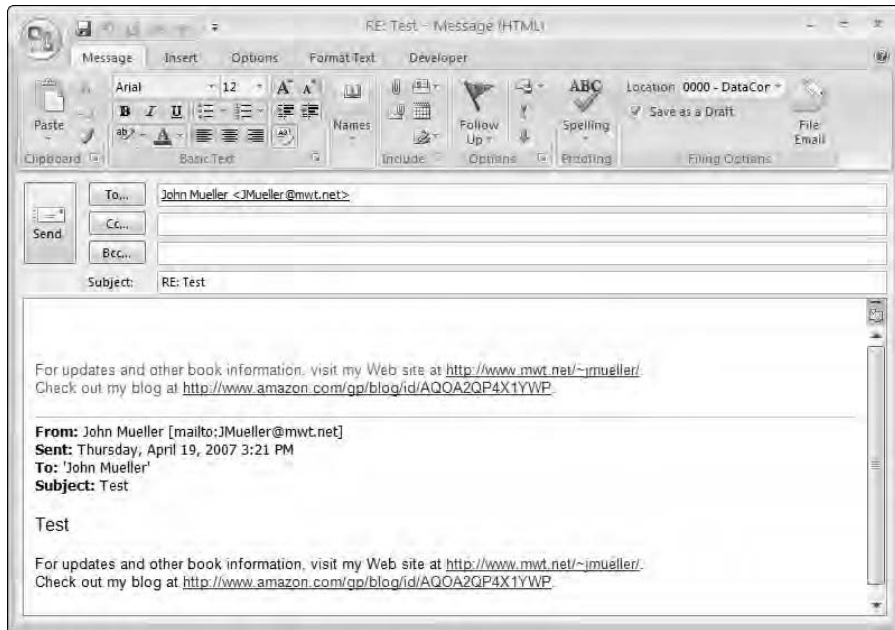 RE: Test - Message (HTML)
Message Insert Options Format Text Developer
Arial 12 A A ABC Location 0000 - DataCor
Paste B I U Names Follow Up Spelling Save as a Draft File Email
ab A
Clipboard Basic Text Include Options Proofing Filing Options
Send
To... John Mueller <JMueller@mwt.net>
Cc...
Bcc...
Subject: RE: Test
For updates and other book information, visit my Web site at http://www.mwt.net/~jmueller/.
Check out my blog at http://www.amazon.com/gp/blog/id/AQOA2QP4X1YWP.
From: John Mueller [mailto:JMueller@mwt.net]
Sent: Thursday, April 19, 2007 3:21 PM
To: 'John Mueller'
Subject: Test
Test
For updates and other book information, visit my Web site at http://www.mwt.net/~jmueller/.
Check out my blog at http://www.amazon.com/gp/blog/id/AQOA2QP4X1YWP.